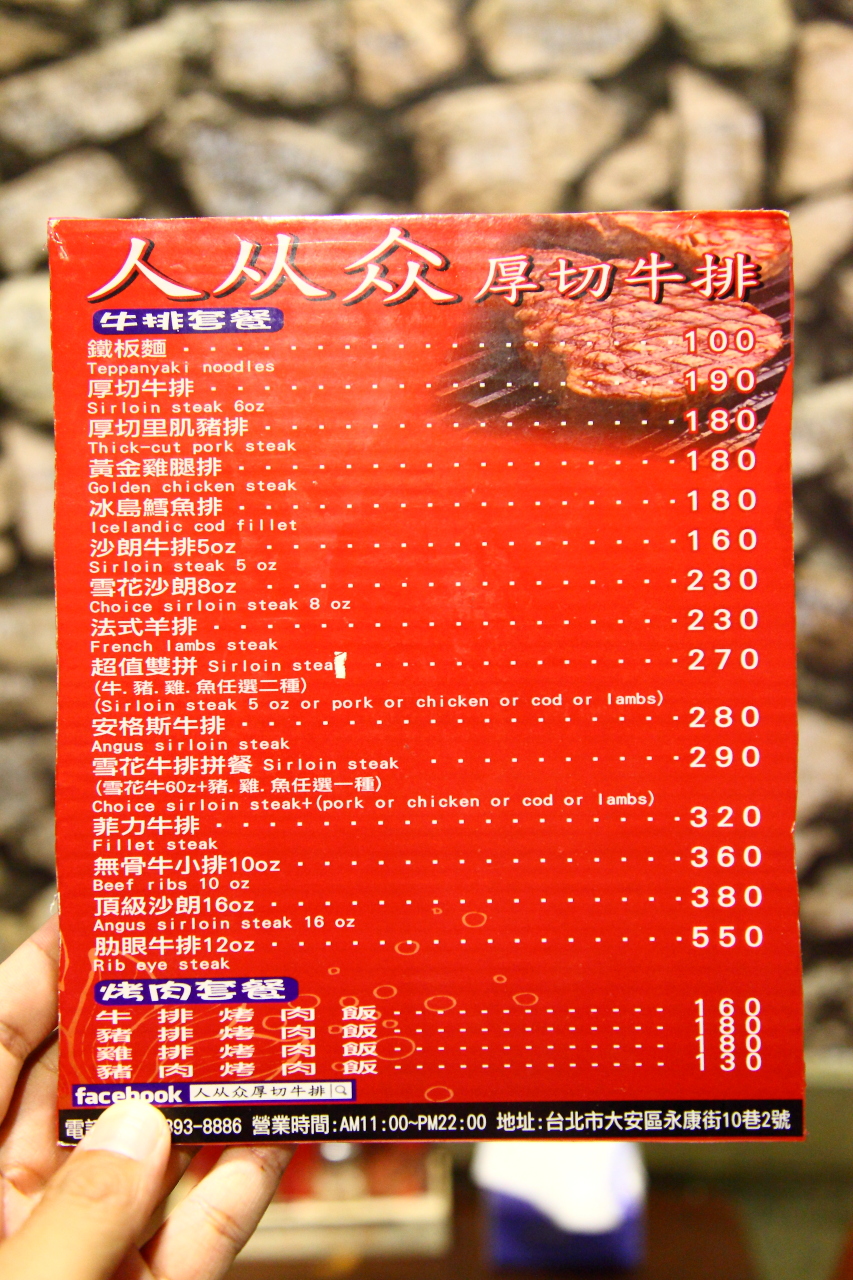 人从众厚切牛排
牛排套餐
鐵板麵 100
Teppanyaki noodles
厚切牛排 190
Sirloin steak 6oz
厚切里肌豬排 180
Thick-cut pork steak
黃金雞腿排 180
Golden chicken steak
冰島鱈魚排 180
Icelandic cod fillet
沙朗牛排5oz 160
Sirloin steak 5 oz
雪花沙朗8oz 230
Choice sirloin steak 8 oz
法式羊排 230
French lambs steak
超值雙拼 Sirloin stea 270
(牛.豬.雞.魚任選二種)
(Sirloin steak 5 oz or pork or chicken or cod or lambs)
安格斯牛排 280
Angus sirloin steak
雪花牛排拼餐 Sirloin steak 290
(雪花牛6oz+豬.雞.魚任選一種)
Choice sirloin steak+(pork or chicken or cod or lambs)
菲力牛排 320
Fillet steak
無骨牛小排10oz 360
Beef ribs 10 oz
頂級沙朗16oz 380
Angus sirloin steak 16 oz
肋眼牛排12oz 550
Rib eye steak
烤肉套餐
牛排烤肉飯 160
豬排烤肉飯 180
雞排烤肉飯 180
豬肉烤肉飯 130
facebook 人从众厚切牛排
電 893-8886 營業時間:AM11:00~PM22:00 地址:台北市大安區永康街10巷2號